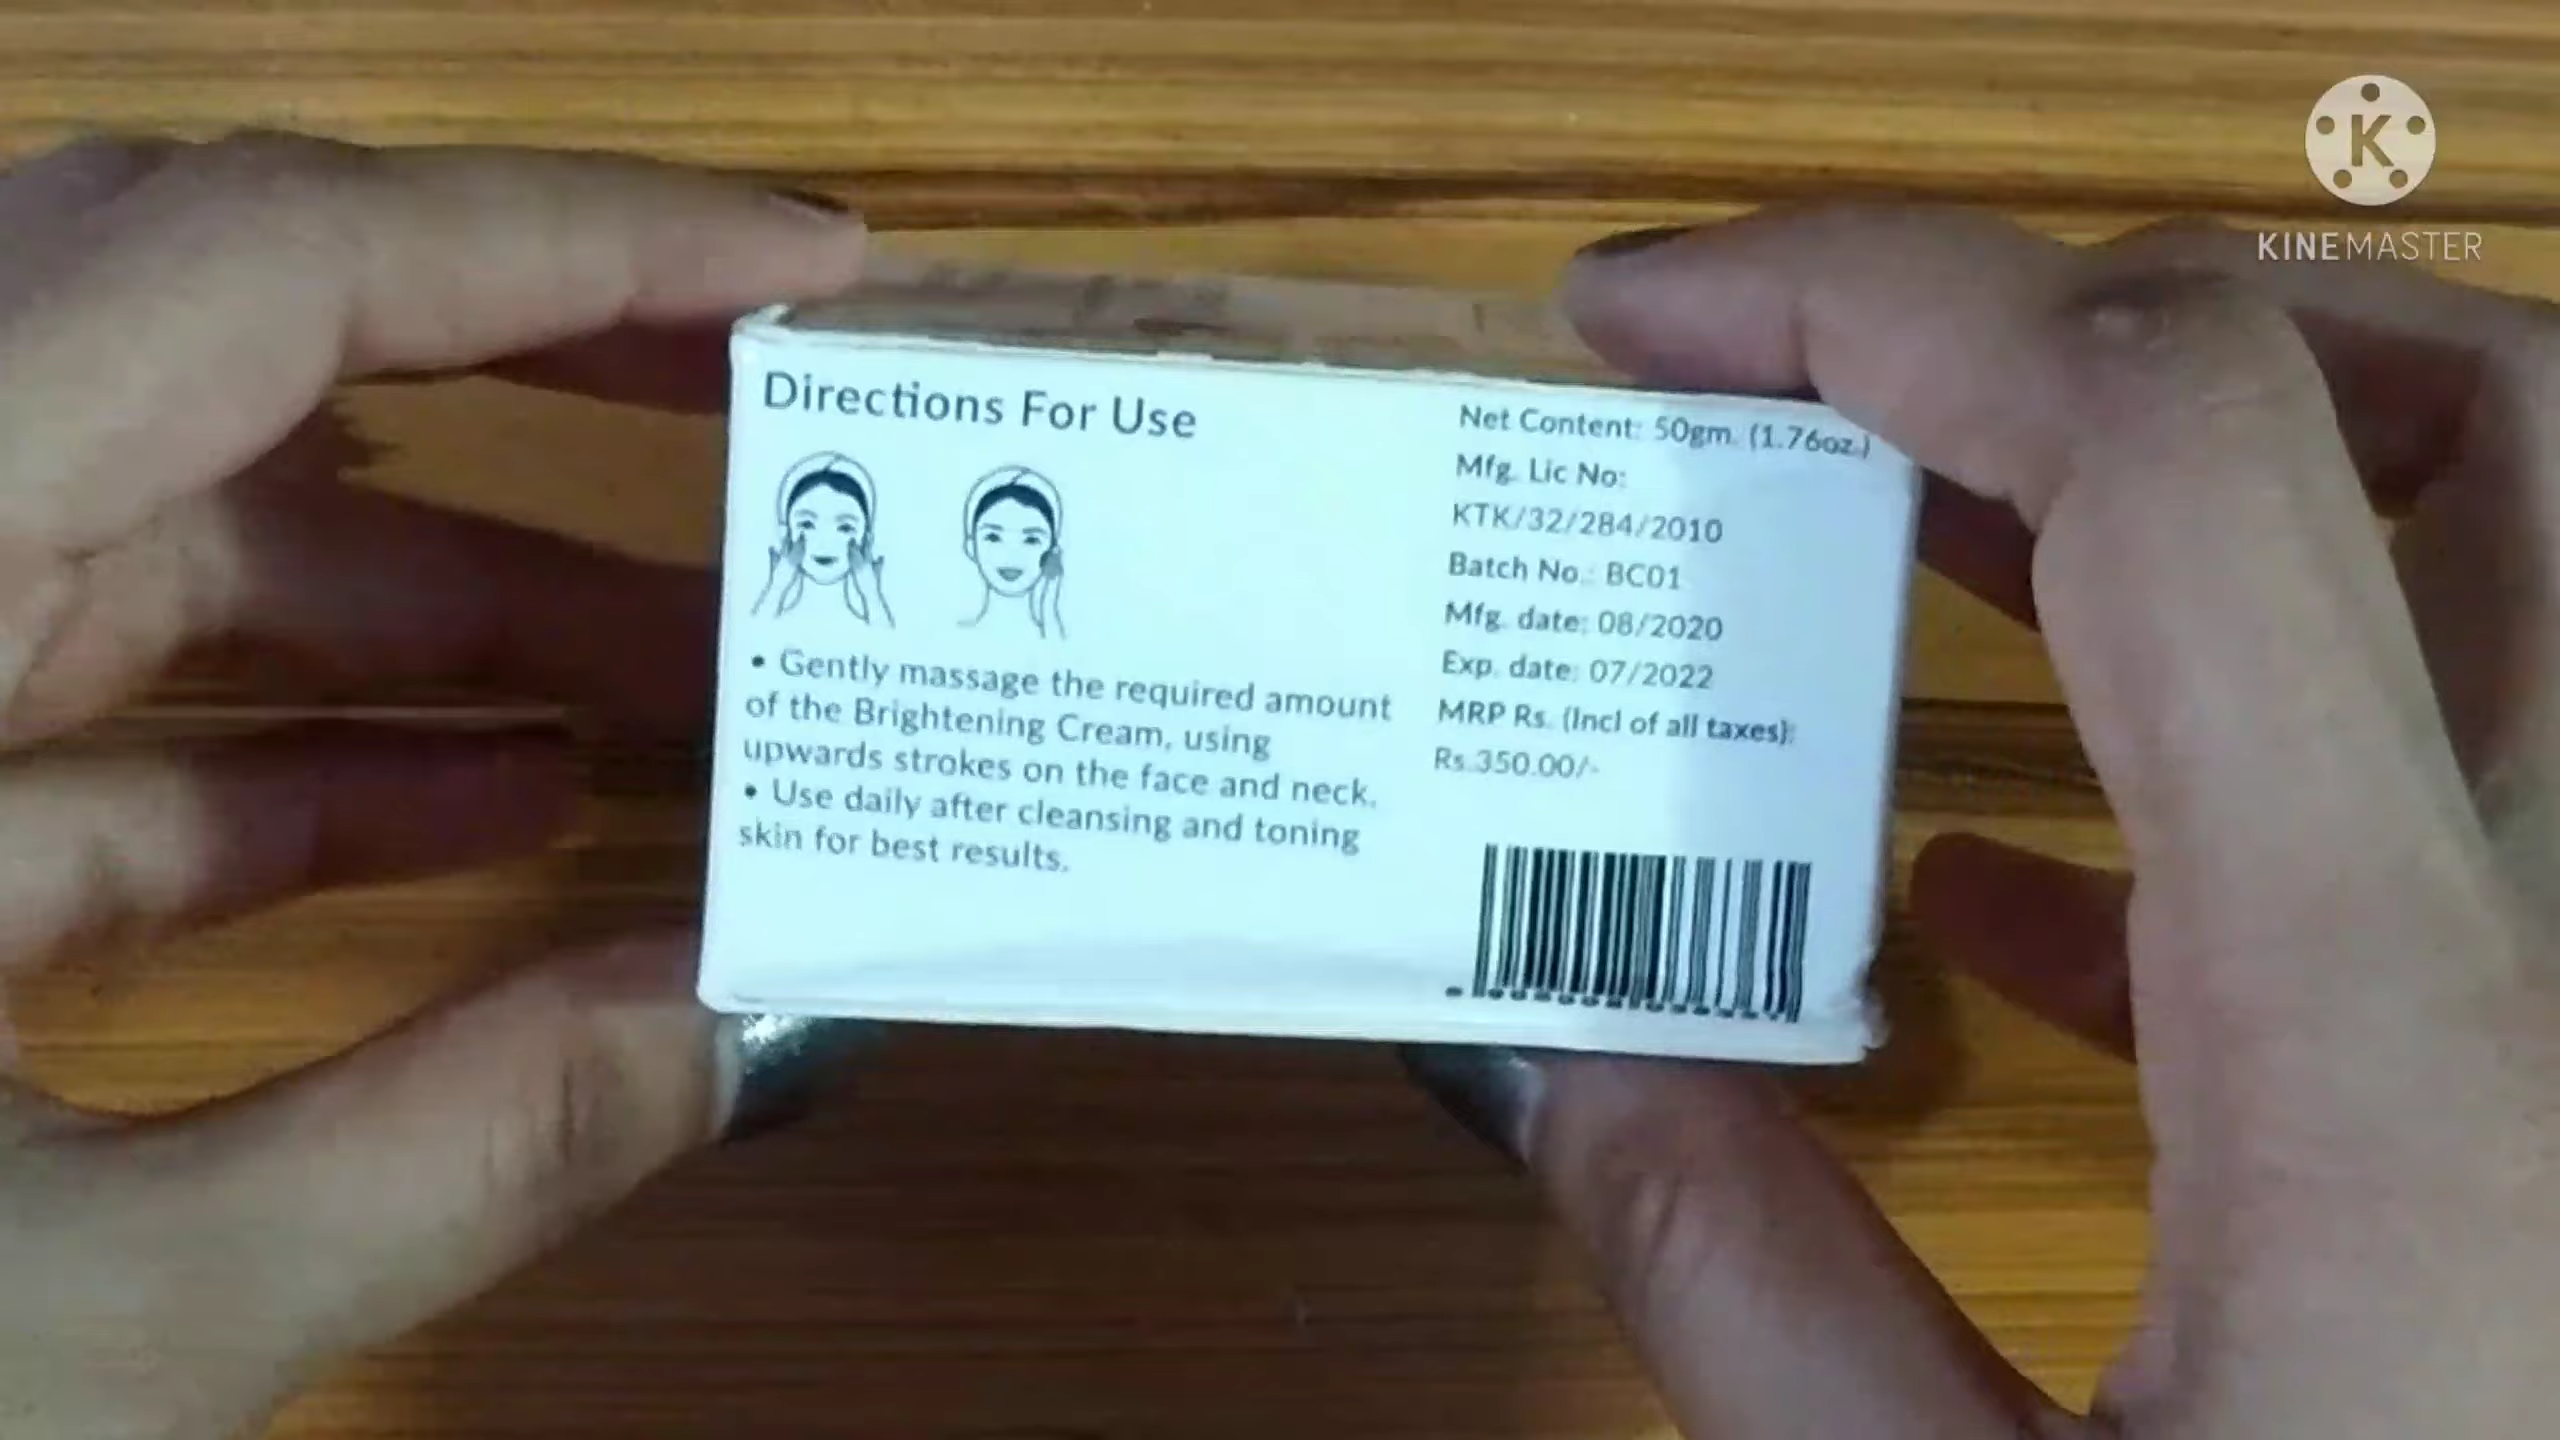 K
KINEMASTER
Directions For Use
• Gently massage the required amount
of the Brightening Cream, using
upwards strokes on the face and neck.
• Use daily after cleansing and toning
skin for best results.
Net Content: 50gm. (1.76oz.)
Mfg. Lic No:
KTK/32/284/2010
Batch No.: BC01
Mfg. date: 08/2020
Exp. date: 07/2022
MRP Rs. (Incl of all taxes):
Rs.350.00/-